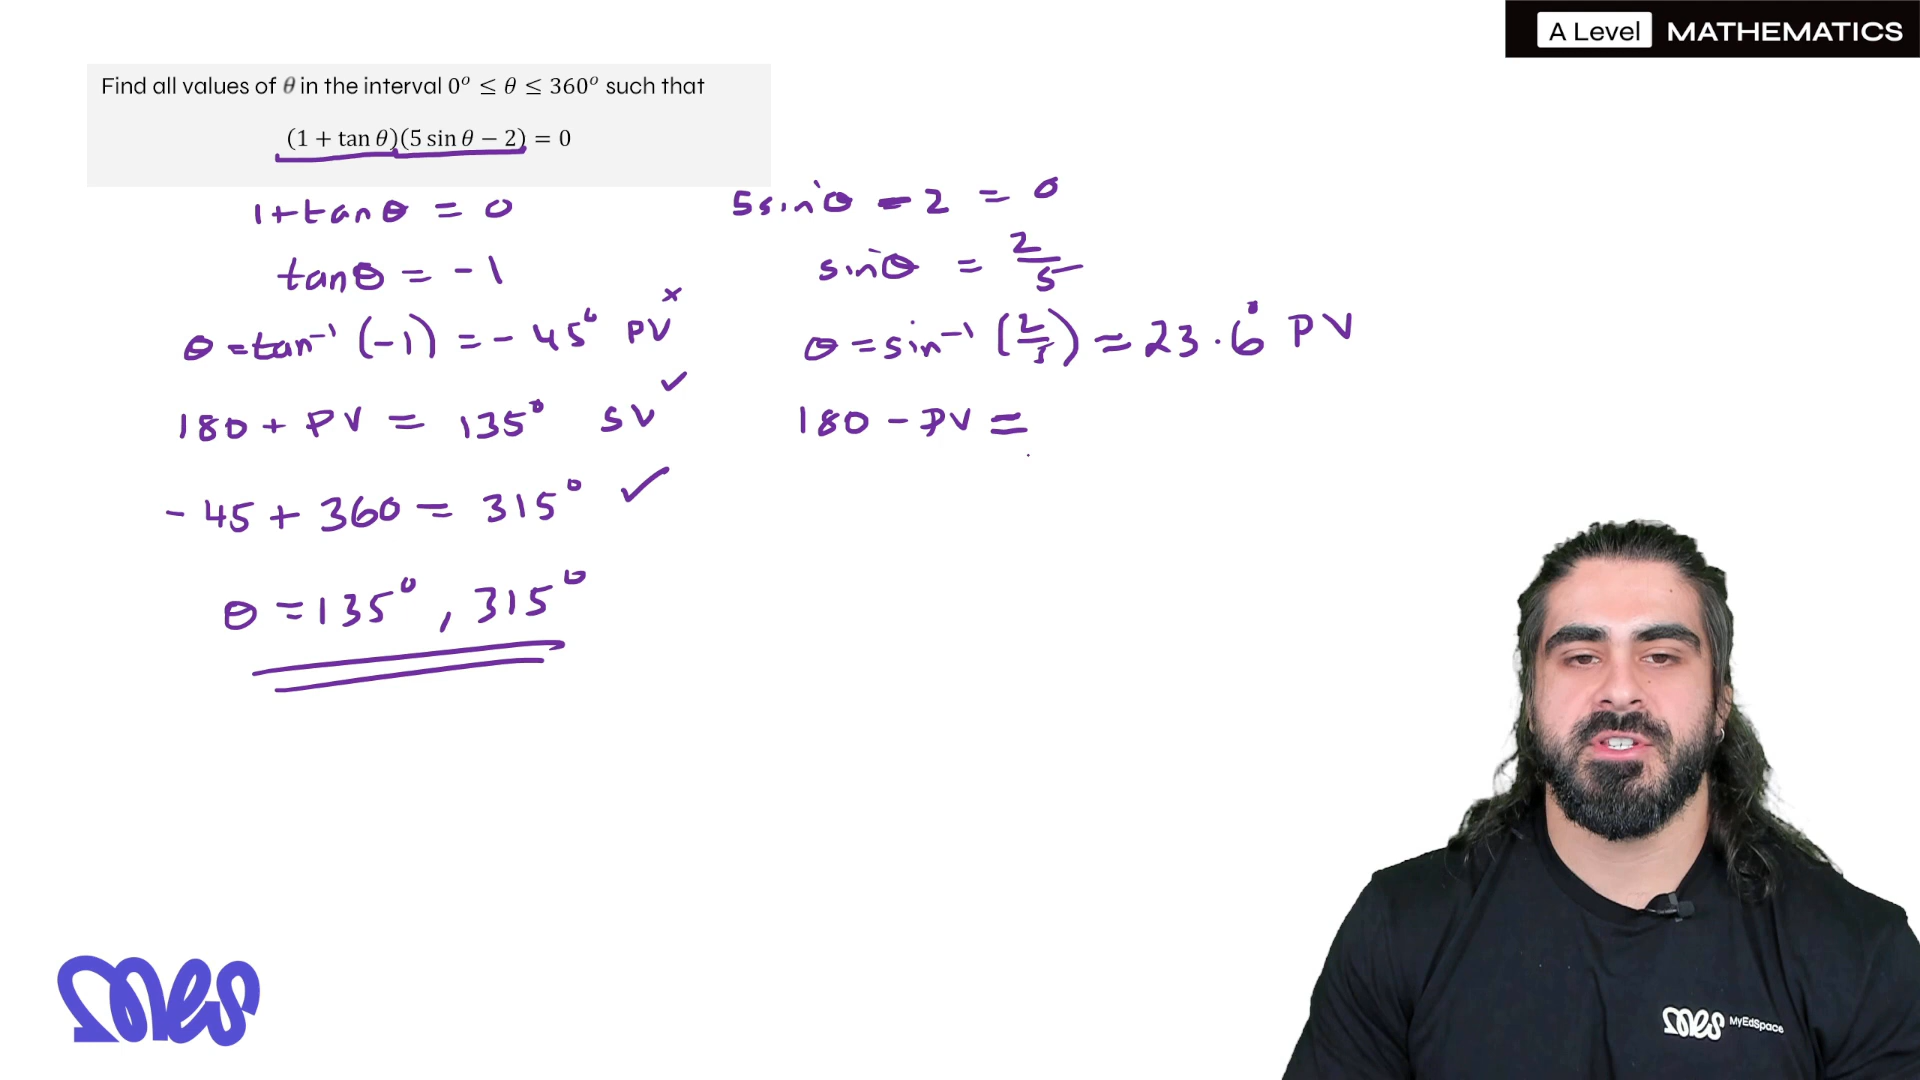 A Level MATHEMATICS
Find all values of θ in the interval 0° ≤ θ ≤ 360° such that
(1 + tan θ)(5 sin θ − 2) = 0
1+tanθ = 0
tanθ = -1
θ = tan⁻¹ (-1) = -45° PV ×
180 + PV = 135° SV ✓
-45 + 360 = 315° ✓
θ = 135°, 315°
5sinθ - 2 = 0
sinθ = 2/5
θ = sin⁻¹ (2/5) ≈ 23.6° PV
180 - PV =
mes
mes MyEdSpace